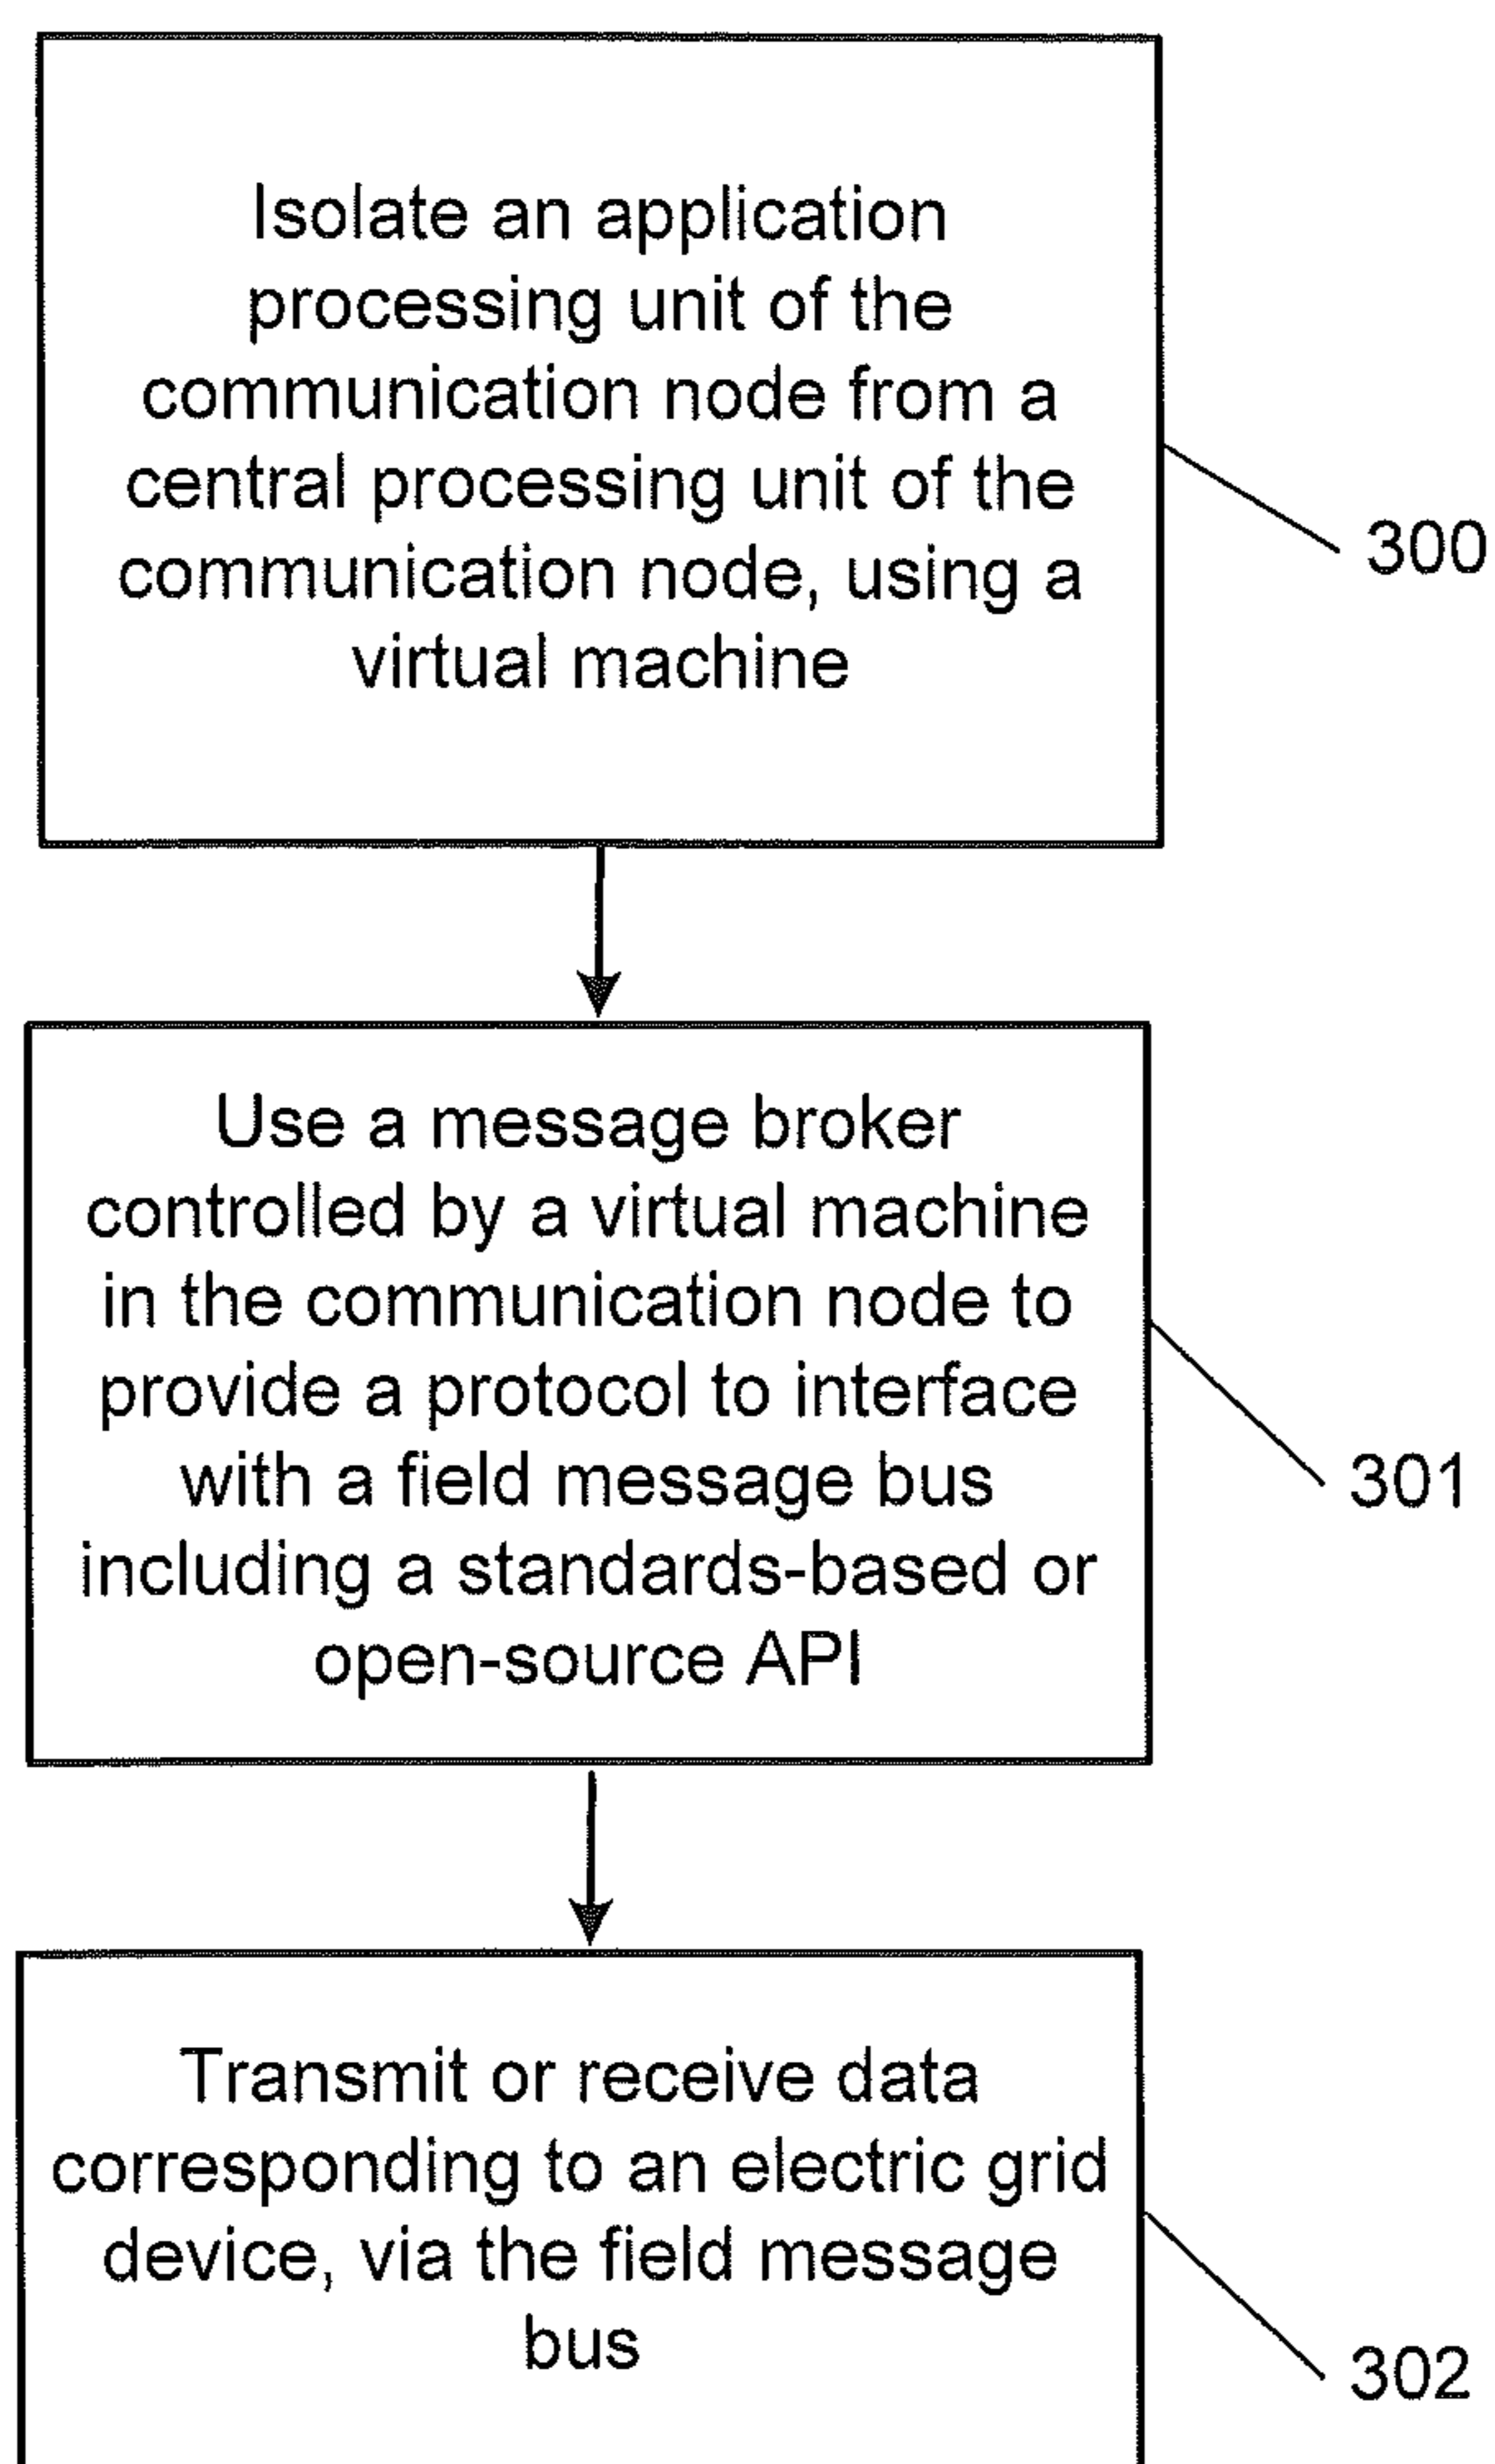 Isolate an application
processing unit of the
communication node from a
central processing unit of the
communication node, using a
virtual machine
300
Use a message broker
controlled by a virtual machine
in the communication node to
provide a protocol to interface
with a field message bus
including a standards-based or
open-source API
301
Transmit or receive data
corresponding to an electric grid
device, via the field message
bus
302